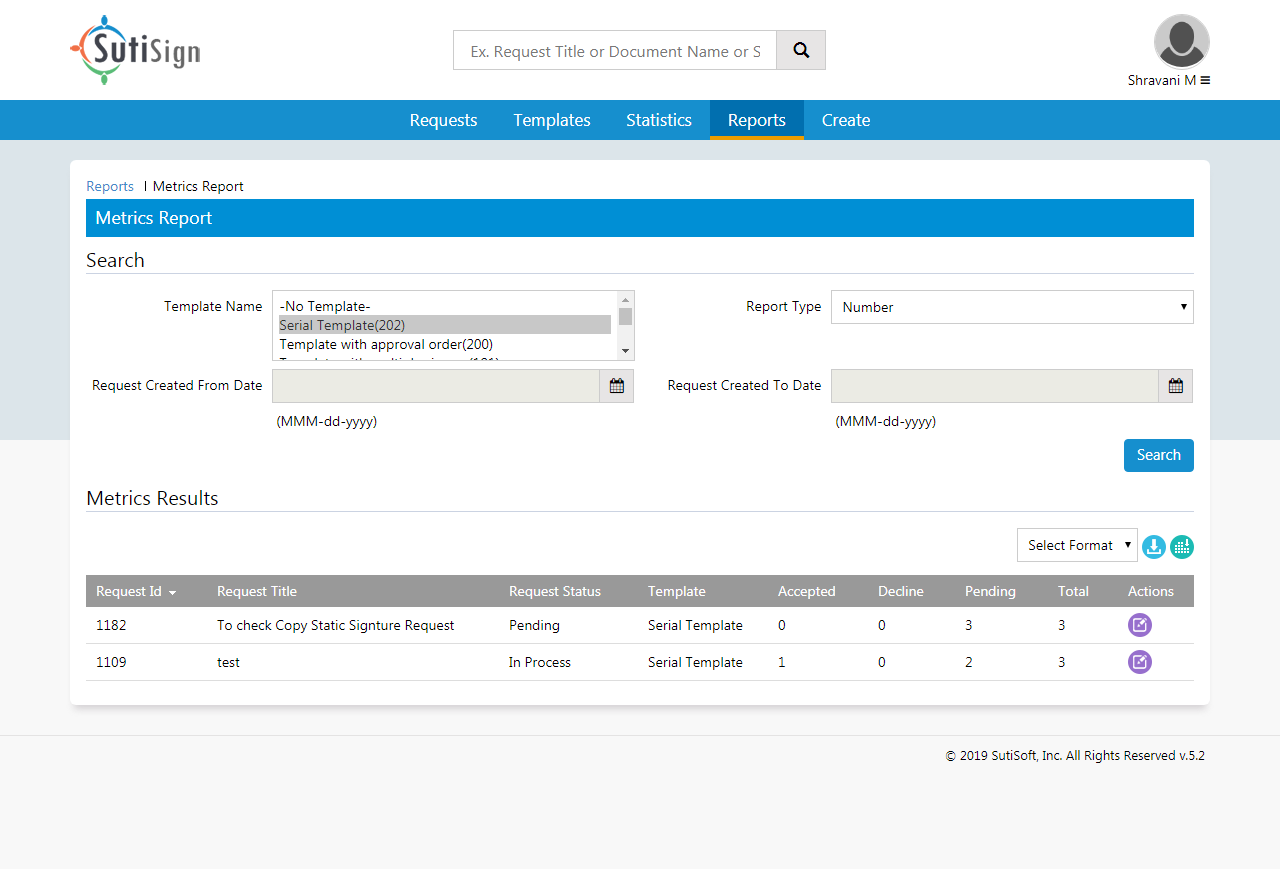 SutiSign
Ex. Request Title or Document Name or S
Shravani M
Requests Templates Statistics Reports Create
Reports | Metrics Report
Metrics Report
Search
Template Name
-No Template-
Serial Template(202)
Template with approval order(200)
Report Type
Number
Request Created From Date
Request Created To Date
(MMM-dd-yyyy)
(MMM-dd-yyyy)
Search
Metrics Results
Select Format
Request Id Request Title Request Status Template Accepted Decline Pending Total Actions
1182 To check Copy Static Signture Request Pending Serial Template 0 0 3 3
1109 test In Process Serial Template 1 0 2 3
© 2019 SutiSoft, Inc. All Rights Reserved v.5.2